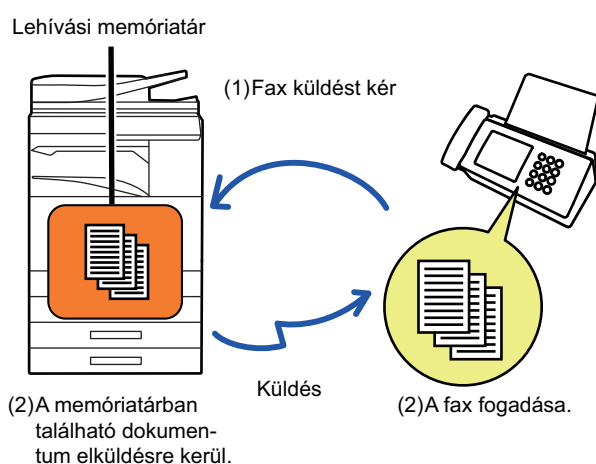 Lehívási memóriatár
(1)Fax küldést kér
Küldés
(2)A memóriatárban
található dokumen-
tum elküldésre kerül.
(2)A fax fogadása.